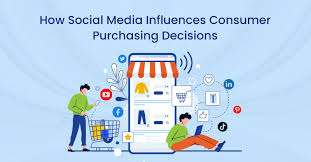 How Social Media Influences Consumer
Purchasing Decisions